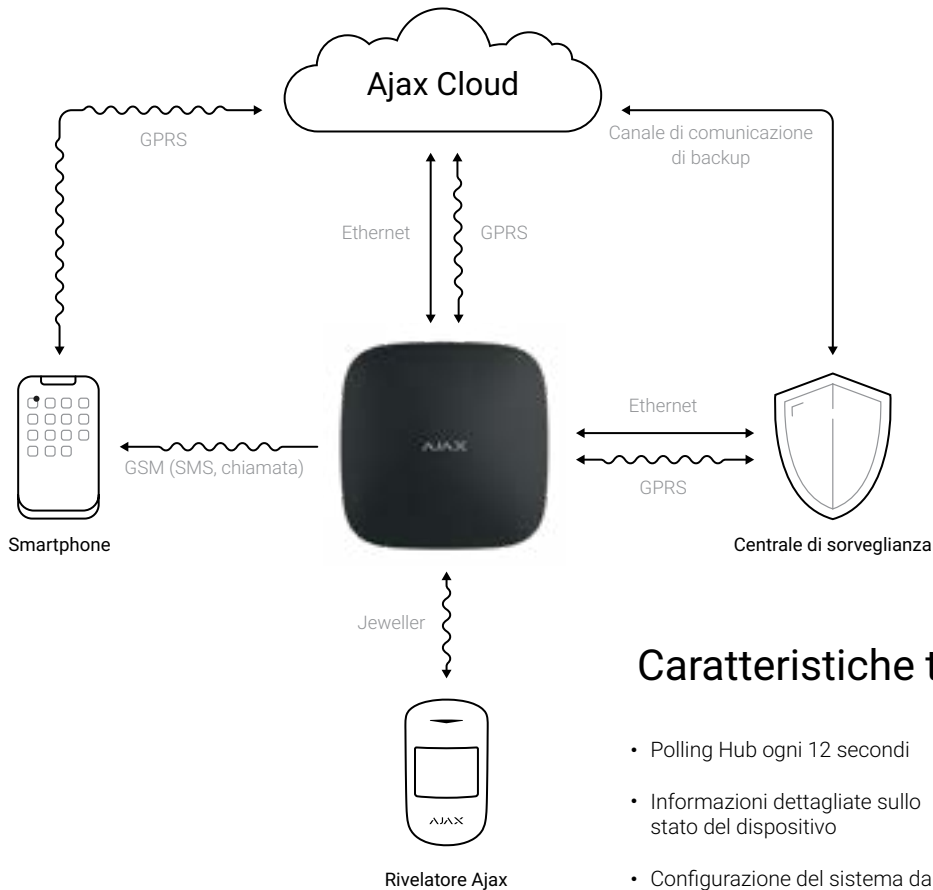 Ajax Cloud
GPRS
Canale di comunicazione
di backup
Ethernet
GPRS
AJAX
Ethernet
GSM (SMS, chiamata)
GPRS
Smartphone
Centrale di sorveglianza
Jeweller
Caratteristiche t
• Polling Hub ogni 12 secondi
• Informazioni dettagliate sullo
stato del dispositivo
AJAX
• Configurazione del sistema da
Rivelatore Ajax